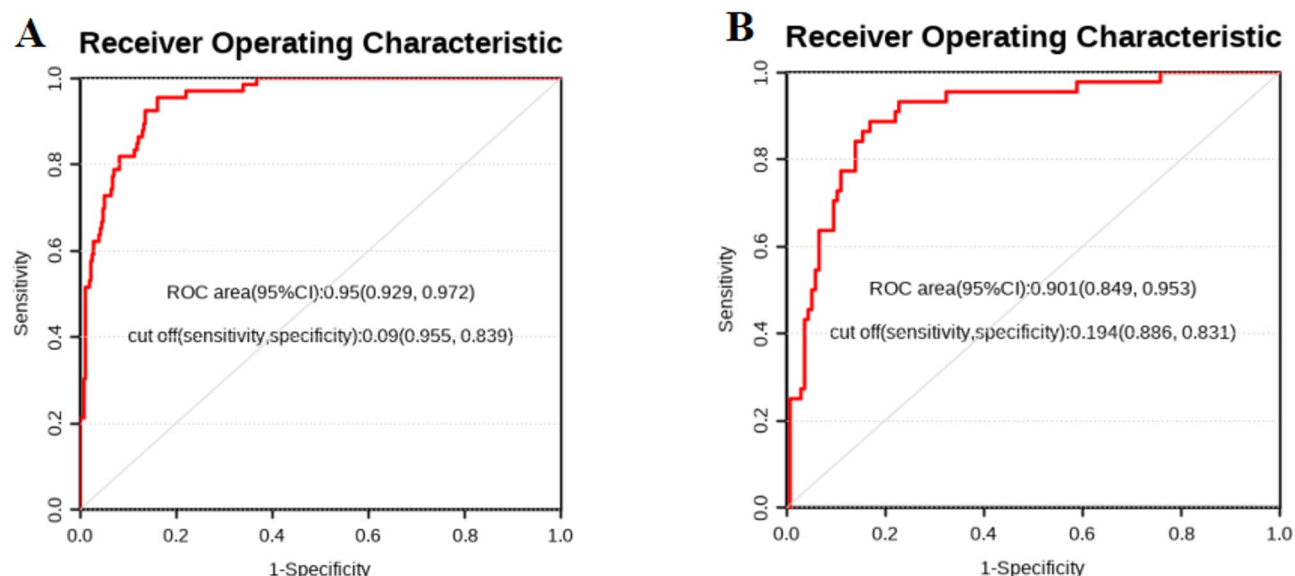 A
Receiver Operating Characteristic
1.0
0.8
0.6
0.4
0.2
0.0
Sensitivity
ROC area(95%CI):0.95(0.929, 0.972)
cut off(sensitivity,specificity):0.09(0.955, 0.839)
0.0 0.2 0.4 0.6 0.8 1.0
1-Specificity
B
Receiver Operating Characteristic
1.0
0.8
0.6
0.4
0.2
0.0
Sensitivity
ROC area(95%CI):0.901(0.849, 0.953)
cut off(sensitivity,specificity):0.194(0.886, 0.831)
0.0 0.2 0.4 0.6 0.8 1.0
1-Specificity